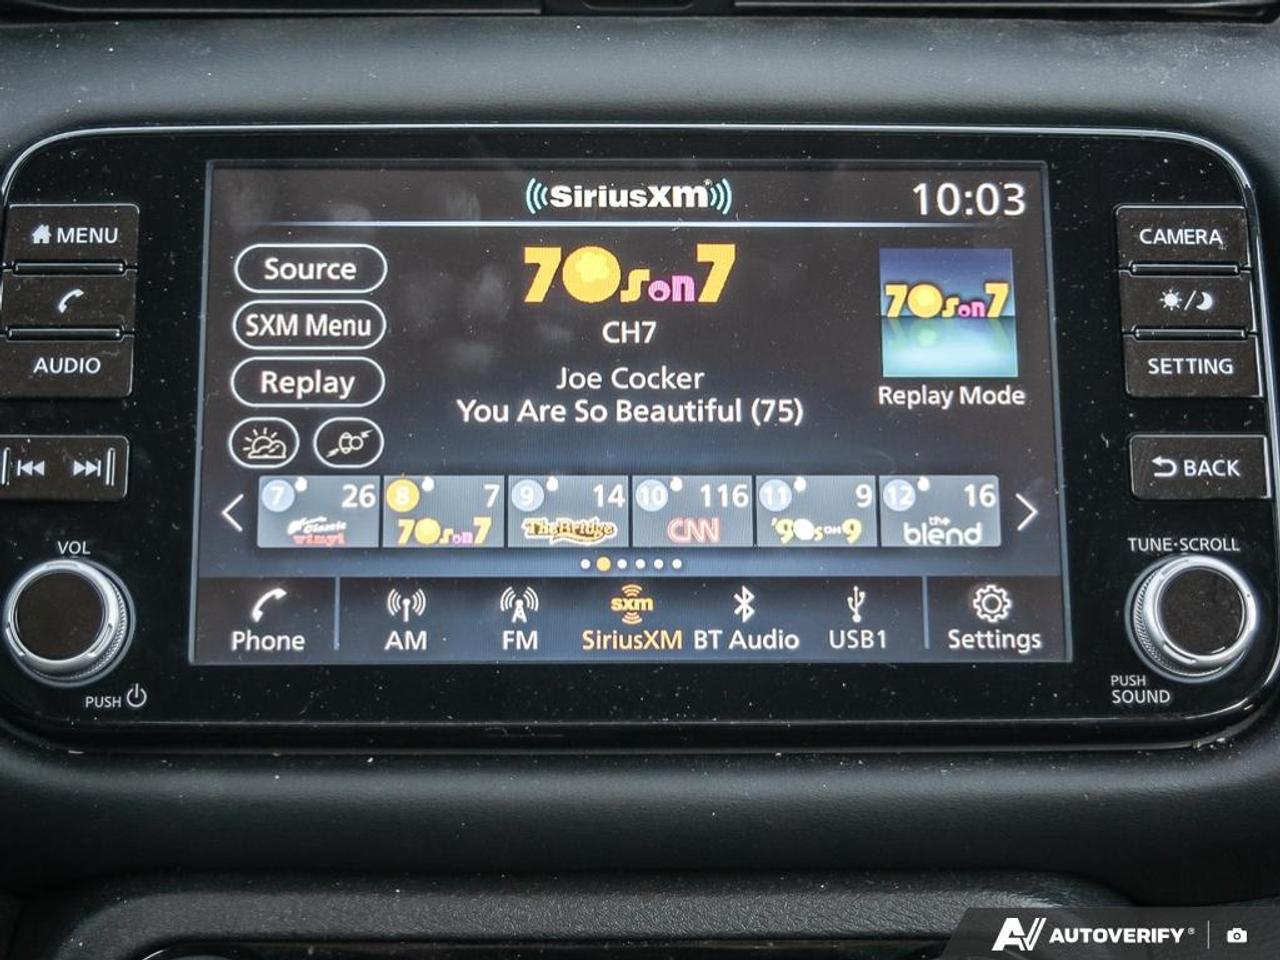 ((SiriusXM))
10:03
MENU
CAMERA
Source
70s on 7
70s on 7
SXM Menu
CH7
AUDIO
SETTING
Replay
Joe Cocker
Replay Mode
You Are So Beautiful (75)
BACK
7 26
8 7
9 14
10 116
11 9
12 16
Classic
vinyl
70s on 7
The Bridge
CNN
'90s ON 9
the
blend
VOL
TUNE·SCROLL
sxm
Phone
AM
FM
SiriusXM
BT Audio
USB1
Settings
PUSH
PUSH
SOUND
AUTOVERIFY